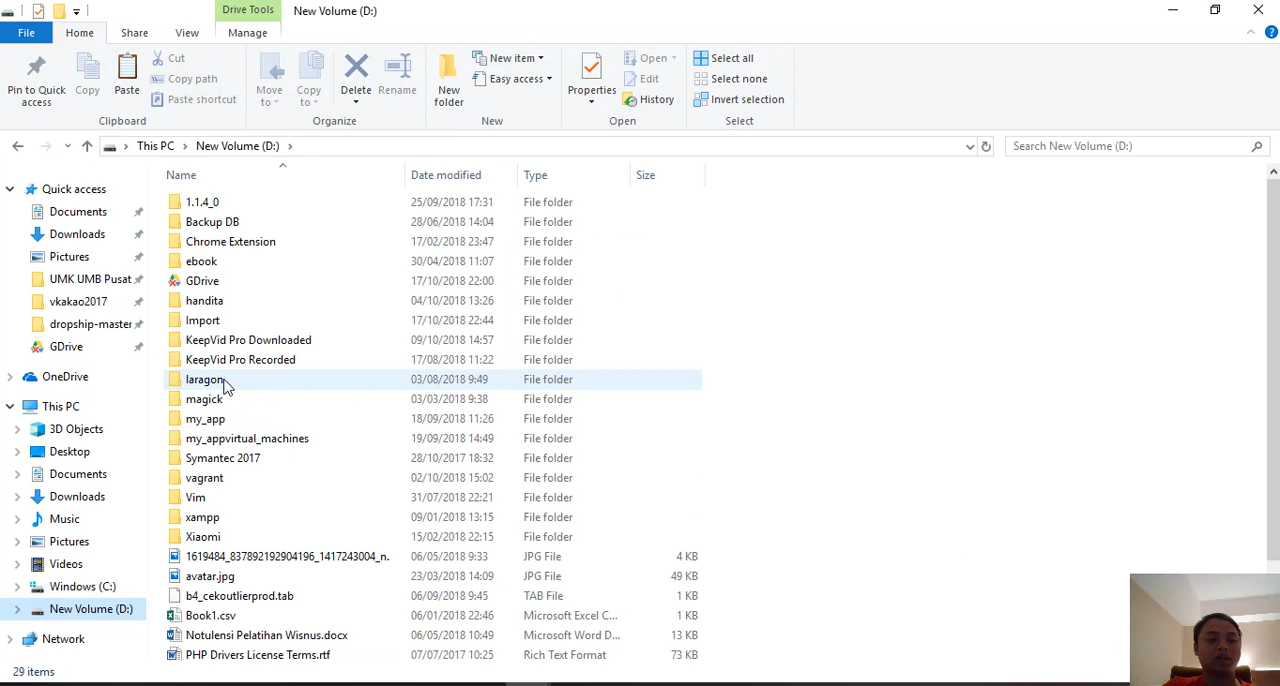 Drive Tools
New Volume (D:)
File
Home
Share
View
Manage
Pin to Quick access
Copy
Paste
Cut
Copy path
Paste shortcut
Clipboard
Move to
Copy to
Delete
Rename
Organize
New folder
New item
Easy access
New
Properties
Open
Edit
History
Open
Select all
Select none
Invert selection
Select
This PC
New Volume (D:)
Search New Volume (D:)
Quick access
Documents
Downloads
Pictures
UMK UMB Pusat
vkakao2017
dropship-master
GDrive
OneDrive
This PC
3D Objects
Desktop
Documents
Downloads
Music
Pictures
Videos
Windows (C:)
New Volume (D:)
Network
Name Date modified Type Size
1.1.4_0 25/09/2018 17:31 File folder
Backup DB 28/06/2018 14:04 File folder
Chrome Extension 17/02/2018 23:47 File folder
ebook 30/04/2018 11:07 File folder
GDrive 17/10/2018 22:00 File folder
handita 04/10/2018 13:26 File folder
Import 17/10/2018 22:44 File folder
KeepVid Pro Downloaded 09/10/2018 14:57 File folder
KeepVid Pro Recorded 17/08/2018 11:22 File folder
laragon 03/08/2018 9:49 File folder
magick 03/03/2018 9:38 File folder
my_app 18/09/2018 11:26 File folder
my_appvirtual_machines 19/09/2018 14:49 File folder
Symantec 2017 28/10/2017 18:32 File folder
vagrant 02/10/2018 15:02 File folder
Vim 31/07/2018 22:21 File folder
xampp 09/01/2018 13:15 File folder
Xiaomi 15/02/2018 22:15 File folder
1619484_837892192904196_1417243004_n. 06/05/2018 9:33 JPG File 4 KB
avatar.jpg 23/03/2018 14:09 JPG File 49 KB
b4_cekoutlierprod.tab 06/09/2018 9:45 TAB File 1 KB
Book1.csv 06/01/2018 22:46 Microsoft Excel C... 1 KB
Notulensi Pelatihan Wisnus.docx 06/05/2018 10:49 Microsoft Word D... 13 KB
PHP Drivers License Terms.rtf 07/07/2017 10:25 Rich Text Format 73 KB
29 items